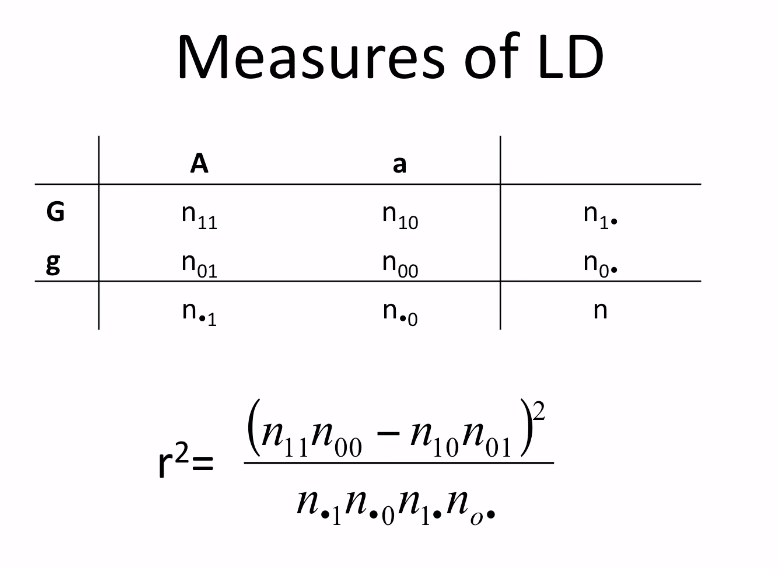 Measures of LD
A a
G n₁₁ n₁₀ n₁•
g n₀₁ n₀₀ n₀•
n•₁ n•₀ n
r²= (n₁₁n₀₀ − n₁₀n₀₁)²
n•₁n•₀n₁•nₒ•